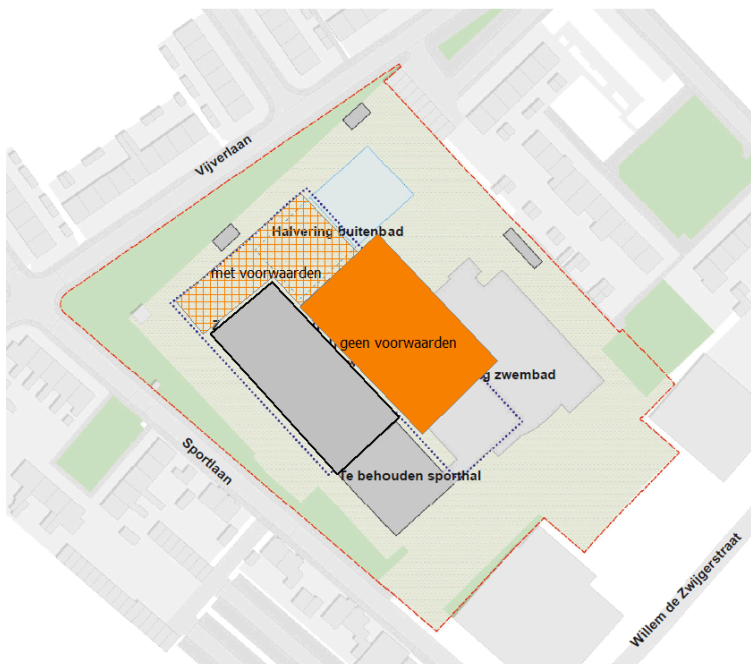 Vijverlaan
Halvering buitenbad
met voorwaarden
geen voorwaarden
zwembad
Te behouden sporthal
Sportlaan
Willem de Zwijgerstraat